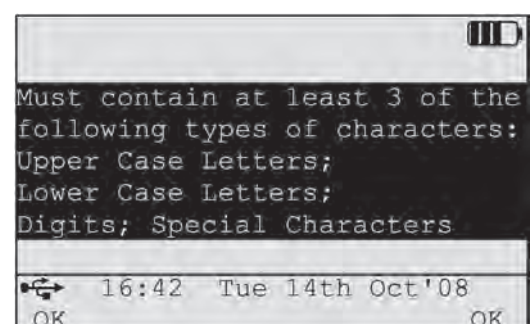 Must contain at least 3 of the
following types of characters:
Upper Case Letters;
Lower Case Letters;
Digits; Special Characters
16:42 Tue 14th Oct'08
OK OK